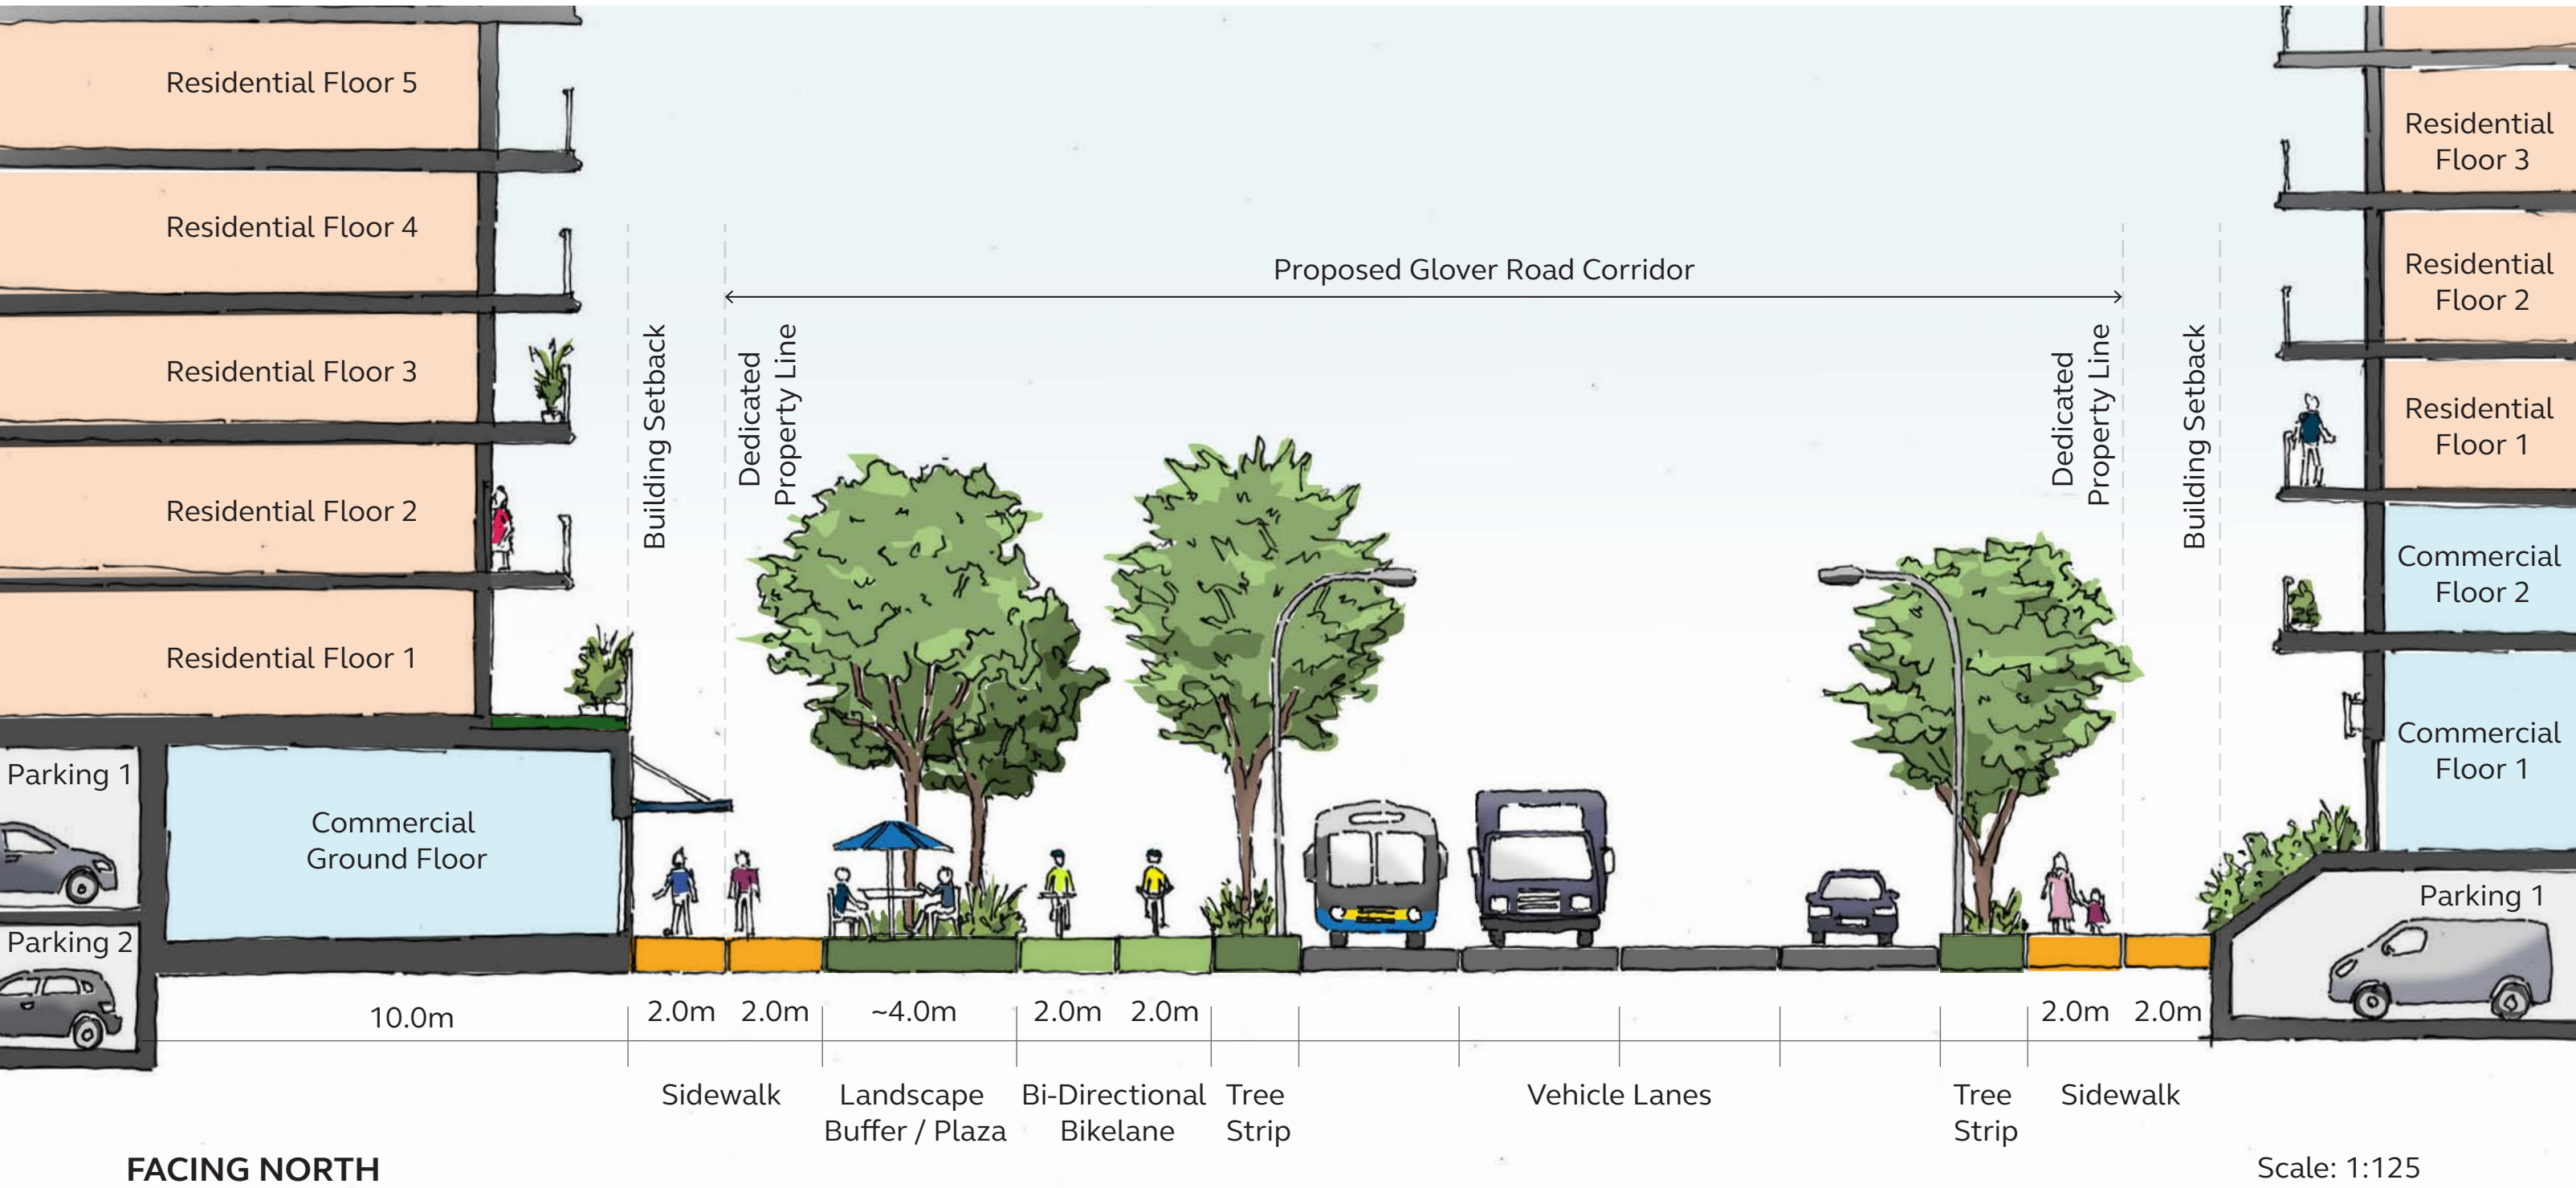 Residential Floor 5
Residential Floor 4
Residential Floor 3
Residential Floor 2
Residential Floor 1
Parking 1
Parking 2
Commercial
Ground Floor
Building Setback
Dedicated
Property Line
Proposed Glover Road Corridor
Dedicated
Property Line
Building Setback
Residential
Floor 3
Residential
Floor 2
Residential
Floor 1
Commercial
Floor 2
Commercial
Floor 1
Parking 1
10.0m
2.0m
2.0m
~4.0m
2.0m
2.0m
2.0m
2.0m
Sidewalk
Landscape
Buffer / Plaza
Bi-Directional
Bikelane
Tree
Strip
Vehicle Lanes
Tree
Strip
Sidewalk
FACING NORTH
Scale: 1:125